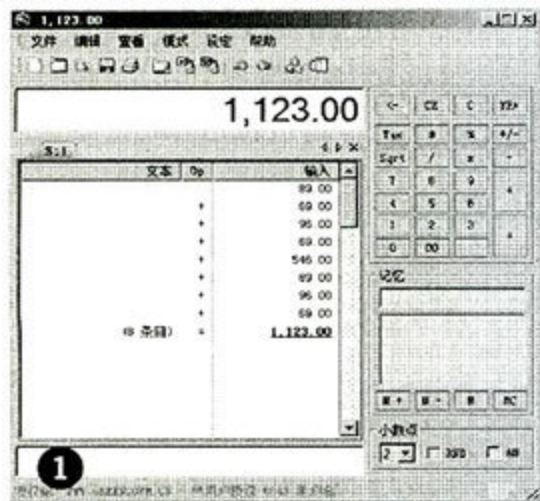 1,123.00
文件 编辑 查看 模式 设定 帮助
1,123.00
S:1
文本 Op 输入
89.00
+ 69.00
+ 96.00
+ 69.00
+ 546.00
+ 89.00
+ 96.00
+ 69.00
(8 条目) = 1,123.00
<- CE C
Tax % +/-
Sqrt / x -
7 8 9 +
4 5 6
1 2 3
0 00
记忆
M + M - M MC
小数点
2
1